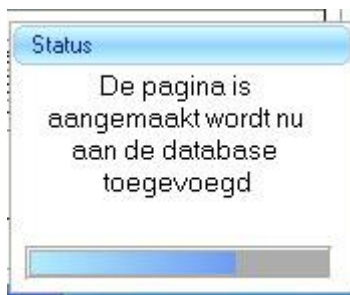 Status
De pagina is
aangemaakt wordt nu
aan de database
toegevoegd